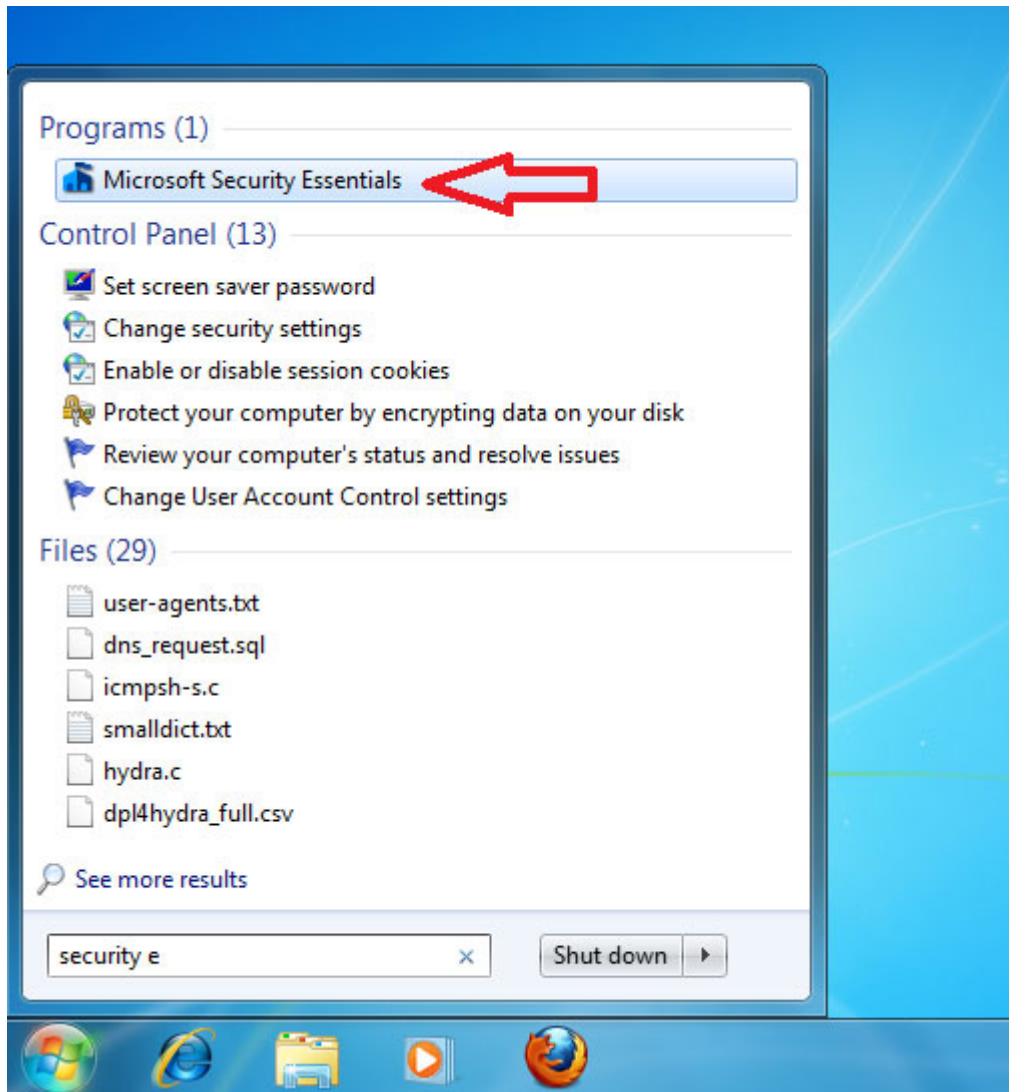 Programs (1)
Microsoft Security Essentials
Control Panel (13)
Set screen saver password
Change security settings
Enable or disable session cookies
Protect your computer by encrypting data on your disk
Review your computer's status and resolve issues
Change User Account Control settings
Files (29)
user-agents.txt
dns_request.sql
icmpsh-s.c
smalldict.txt
hydra.c
dpl4hydra_full.csv
See more results
security e
Shut down